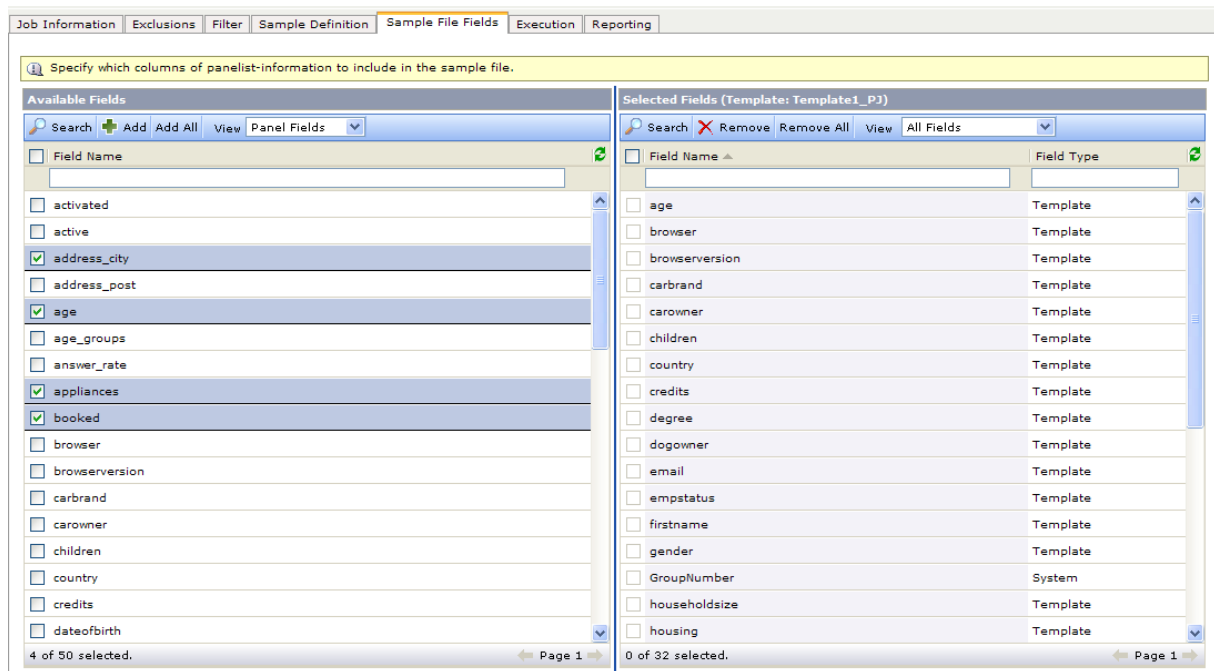 Job Information Exclusions Filter Sample Definition Sample File Fields Execution Reporting
Specify which columns of panelist-information to include in the sample file.
Available Fields
Search Add Add All View Panel Fields
Field Name
activated
active
address_city
address_post
age
age_groups
answer_rate
appliances
booked
browser
browserversion
carbrand
carowner
children
country
credits
dateofbirth
4 of 50 selected. Page 1
Selected Fields (Template: Template1_PJ)
Search Remove Remove All View All Fields
Field Name Field Type
age Template
browser Template
browserversion Template
carbrand Template
carowner Template
children Template
country Template
credits Template
degree Template
dogowner Template
email Template
empstatus Template
firstname Template
gender Template
GroupNumber System
householdsize Template
housing Template
0 of 32 selected. Page 1